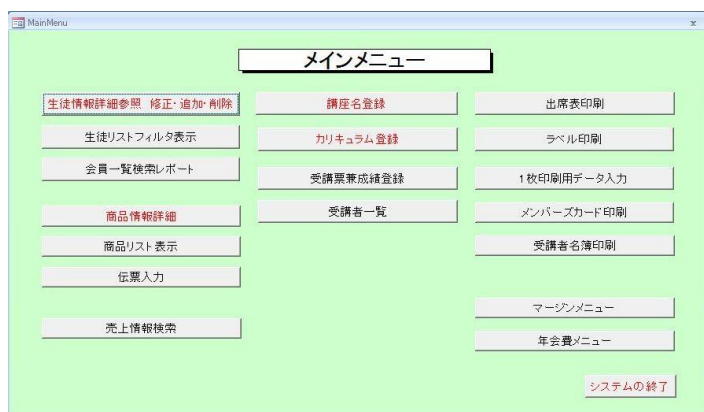 MainMenu
メインメニュー
生徒情報詳細参照 修正・追加・削除
生徒リストフィルタ表示
会員一覧検索レポート
商品情報詳細
商品リスト表示
伝票入力
売上情報検索
講座名登録
カリキュラム登録
受講票兼成績登録
受講者一覧
出席表印刷
ラベル印刷
1枚印刷用データ入力
メンバーズカード印刷
受講者名簿印刷
マージンメニュー
年会費メニュー
システムの終了